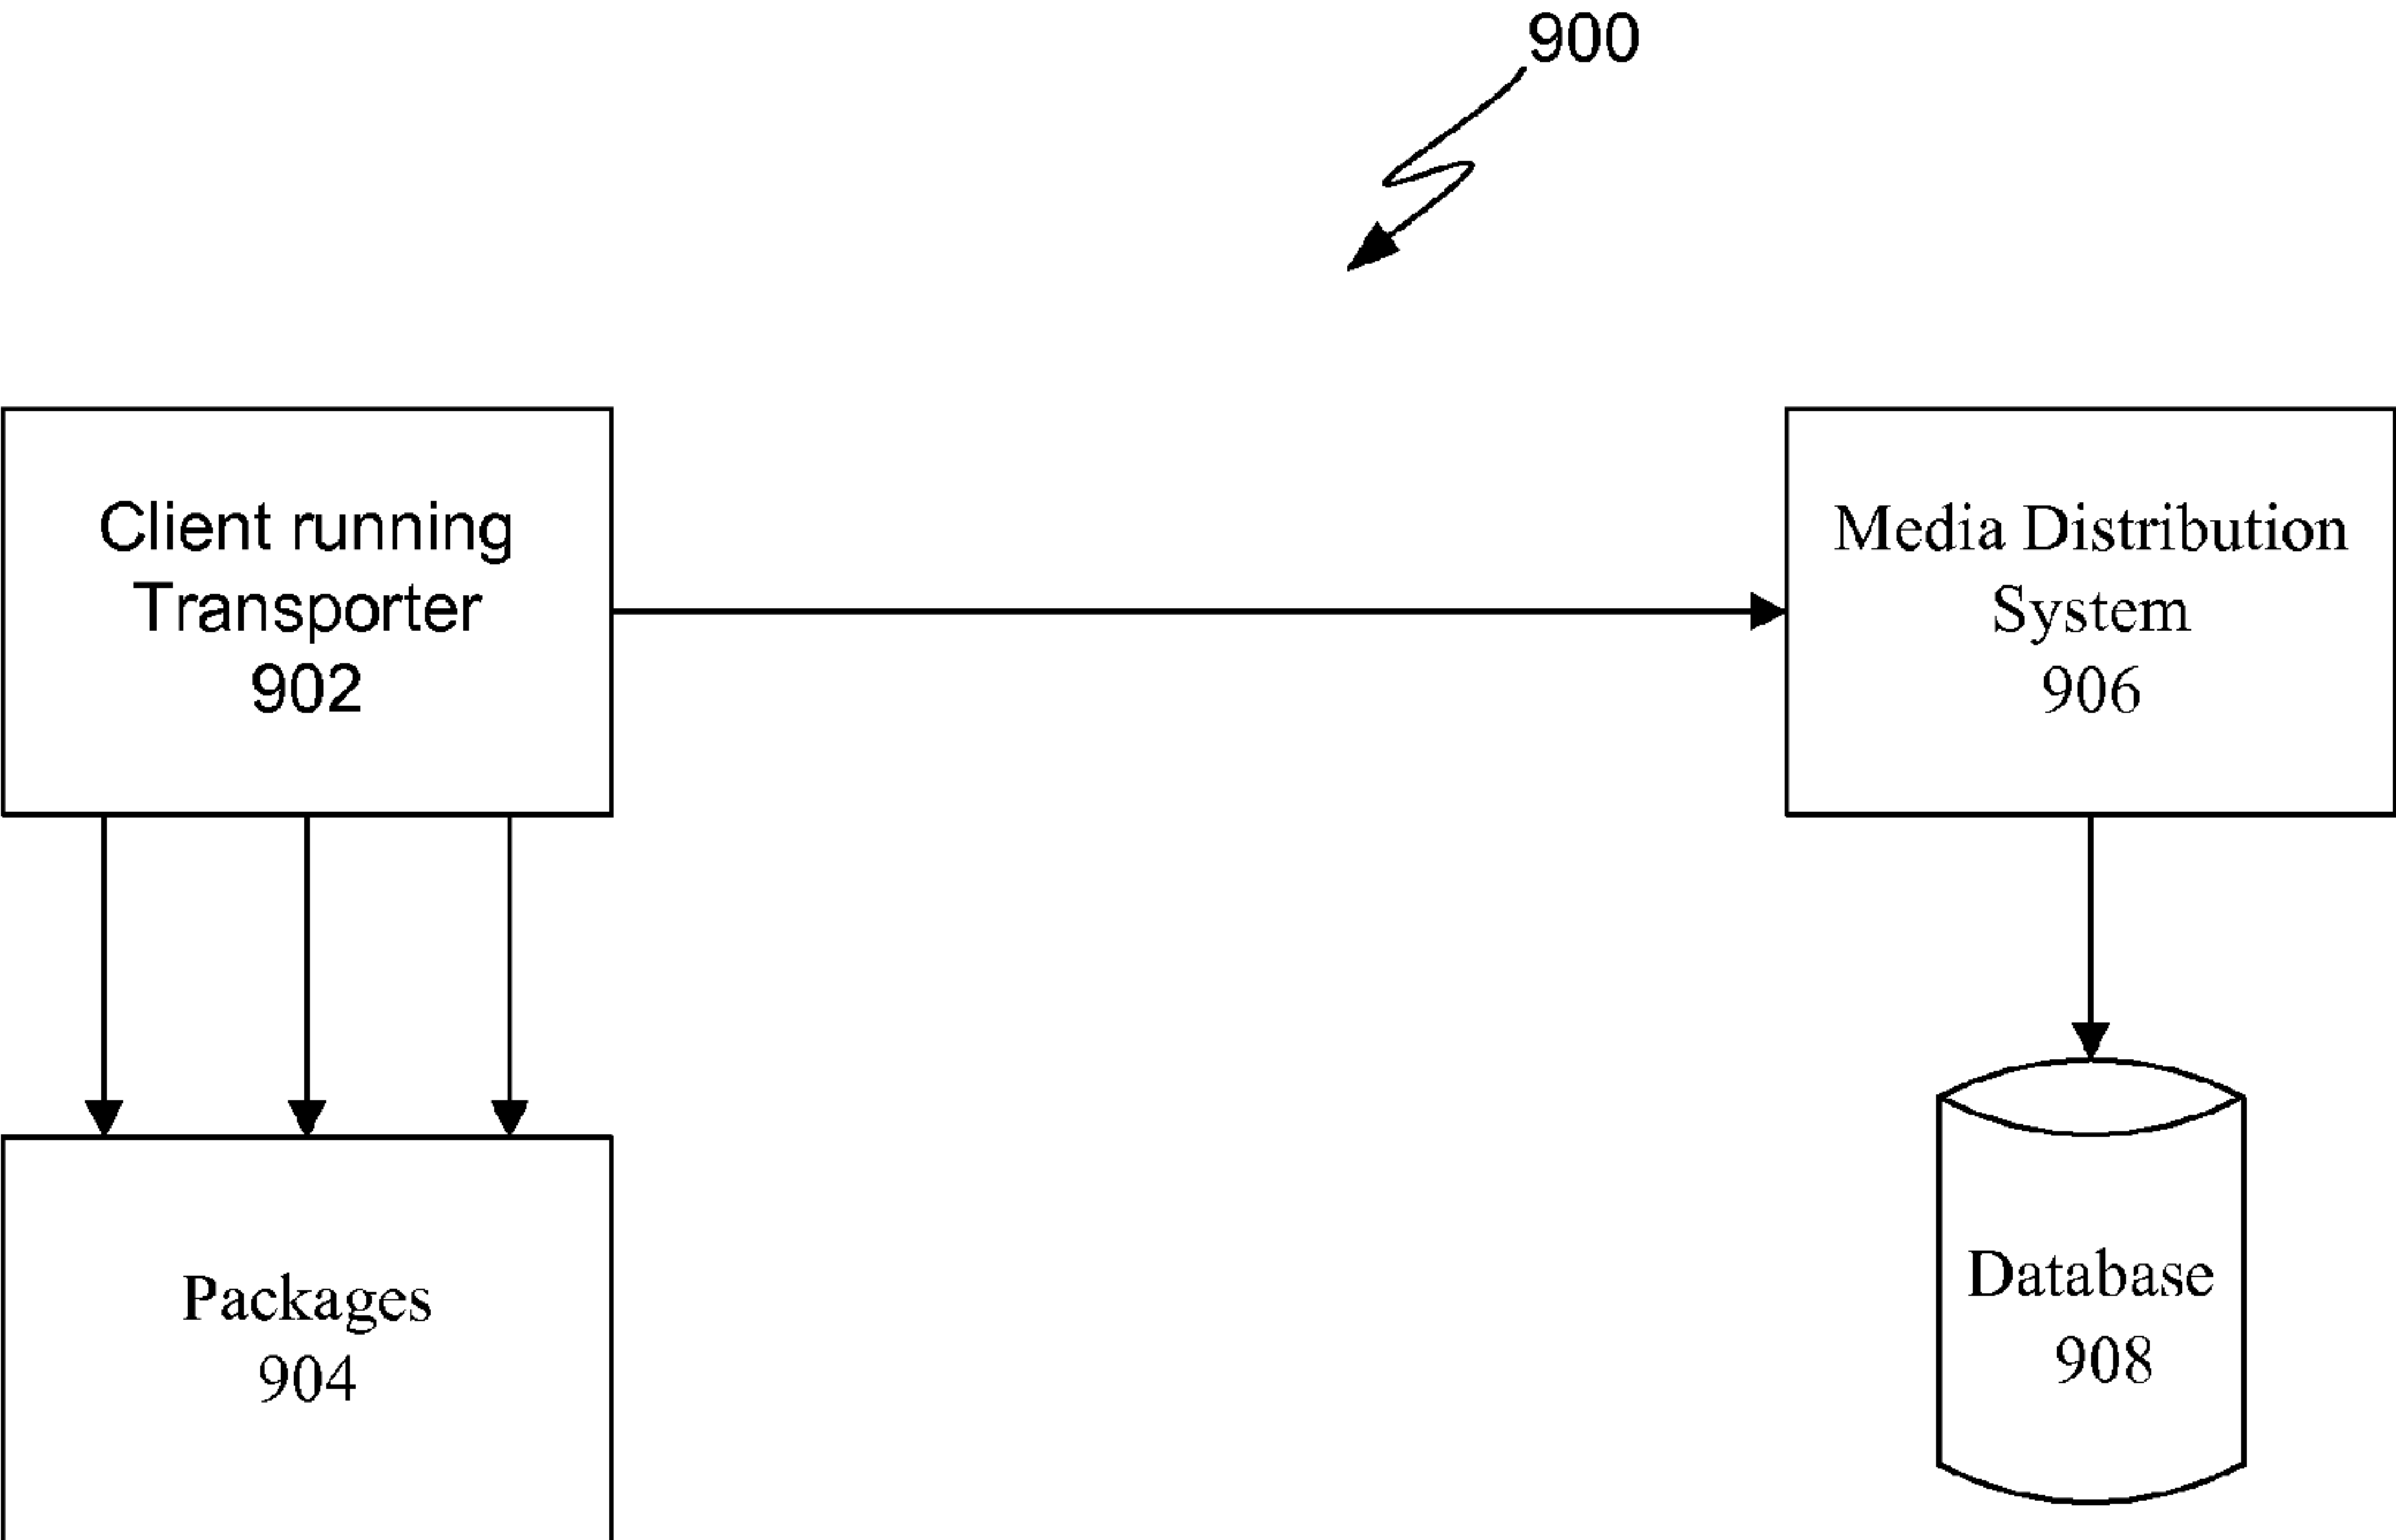 900
Client running
Transporter
902
Media Distribution
System
906
Packages
904
Database
908